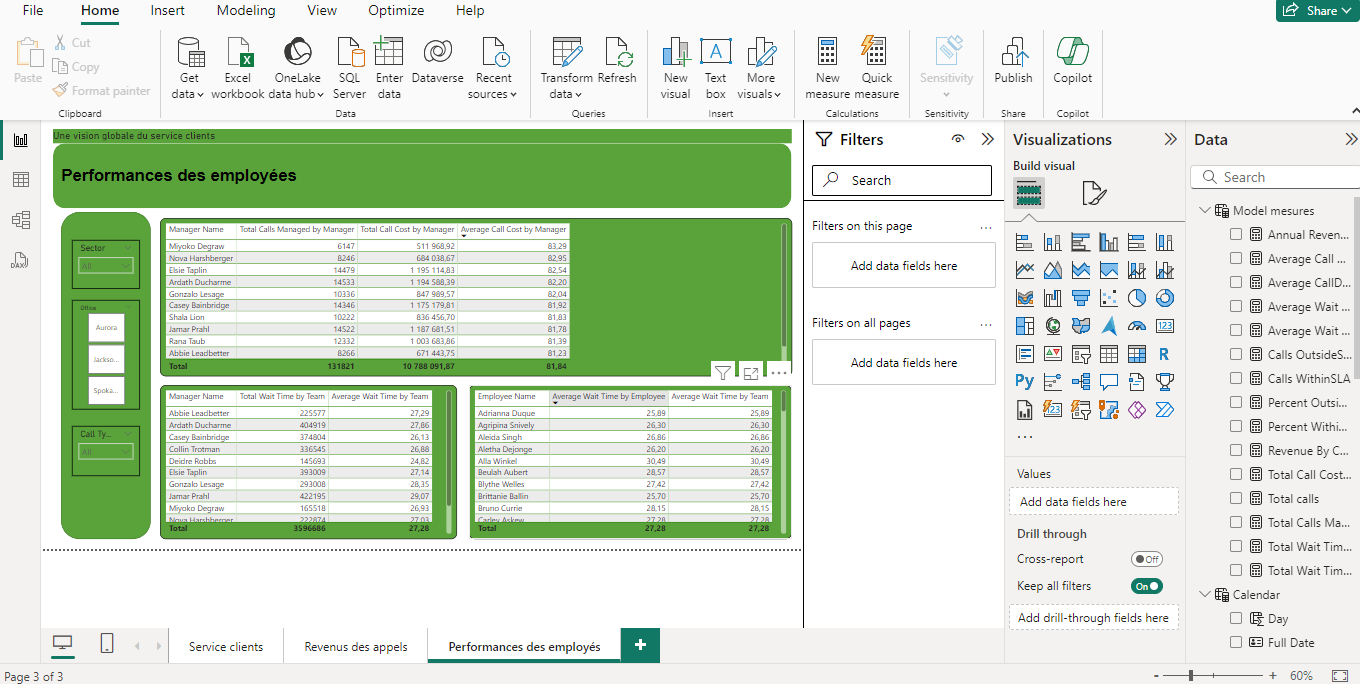 File Home Insert Modeling View Optimize Help Share
Paste
Cut
Copy
Format painter
Clipboard
Get data
Excel workbook
OneLake data hub
SQL Server
Enter data
Dataverse
Recent sources
Data
Transform data
Refresh
Queries
New visual
Text box
More visuals
Insert
New measure
Quick measure
Calculations
Sensitivity
Sensitivity
Publish
Share
Copilot
Copilot
Une vision globale du service clients
Performances des employées
Sector
All
Office
Aurora
Jackso...
Spoka...
Call Ty...
All
Manager Name Total Calls Managed by Manager Total Call Cost by Manager Average Call Cost by Manager
Miyoko Degraw 6147 511 968,92 83,29
Nova Harshberger 8246 684 038,67 82,95
Elsie Taplin 14479 1 195 114,83 82,54
Ardath Ducharme 14533 1 194 588,39 82,20
Gonzalo Lesage 10336 847 989,57 82,04
Casey Bainbridge 14346 1 175 179,81 81,92
Shala Lion 10222 836 456,70 81,83
Jamar Prahl 14522 1 187 681,51 81,78
Rana Taub 12332 1 003 683,86 81,39
Abbie Leadbetter 8266 671 443,75 81,23
Total 131821 10 788 091,87 81,84
Manager Name Total Wait Time by Team Average Wait Time by Team
Abbie Leadbetter 225577 27,29
Ardath Ducharme 404919 27,86
Casey Bainbridge 374804 26,13
Collin Trotman 336545 26,88
Deidre Robbs 145693 24,82
Elsie Taplin 393009 27,14
Gonzalo Lesage 293008 28,35
Jamar Prahl 422195 29,07
Miyoko Degraw 165518 26,93
Nova Harshberger 222874 27,03
Total 3596686 27,28
Employee Name Average Wait Time by Employee Average Wait Time by Team
Adrianna Duque 25,89 25,89
Agripina Snively 26,30 26,30
Aleida Singh 26,86 26,86
Aletha Dejonge 26,20 26,20
Alla Winkel 30,49 30,49
Beulah Aubert 28,57 28,57
Blythe Welles 27,42 27,42
Brittanie Ballin 25,70 25,70
Bruno Currie 28,15 28,15
Carley Askew 27,28 27,28
Total 27,28 27,28
Filters
Search
Filters on this page ...
Add data fields here
Filters on all pages ...
Add data fields here
Visualizations
Build visual
123
R
Py
123
...
Values
Add data fields here
Drill through
Cross-report Off
Keep all filters On
Add drill-through fields here
Data
Search
Model mesures
Annual Reven...
Average Call ...
Average CallD...
Average Wait ...
Average Wait ...
Calls OutsideS...
Calls WithinSLA
Percent Outsi...
Percent Withi...
Revenue By C...
Total Call Cost...
Total calls
Total Calls Ma...
Total Wait Tim...
Total Wait Tim...
Calendar
Day
Full Date
Service clients Revenus des appels Performances des employés +
Page 3 of 3
- + 60%